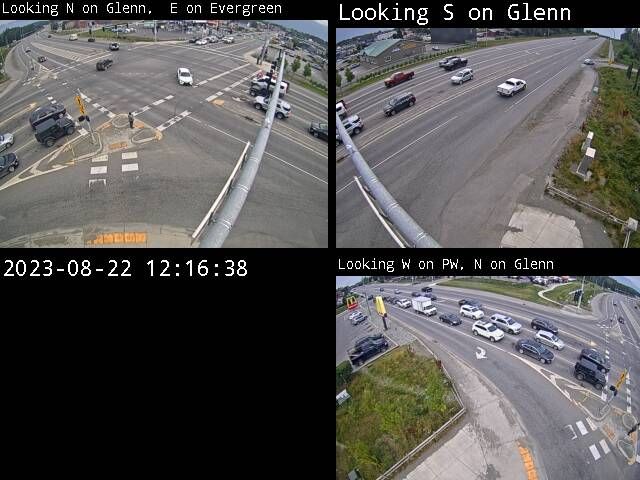 Looking N on Glenn,  E on Evergreen
Looking S on Glenn
2023-08-22 12:16:38
Looking W on PW, N on Glenn